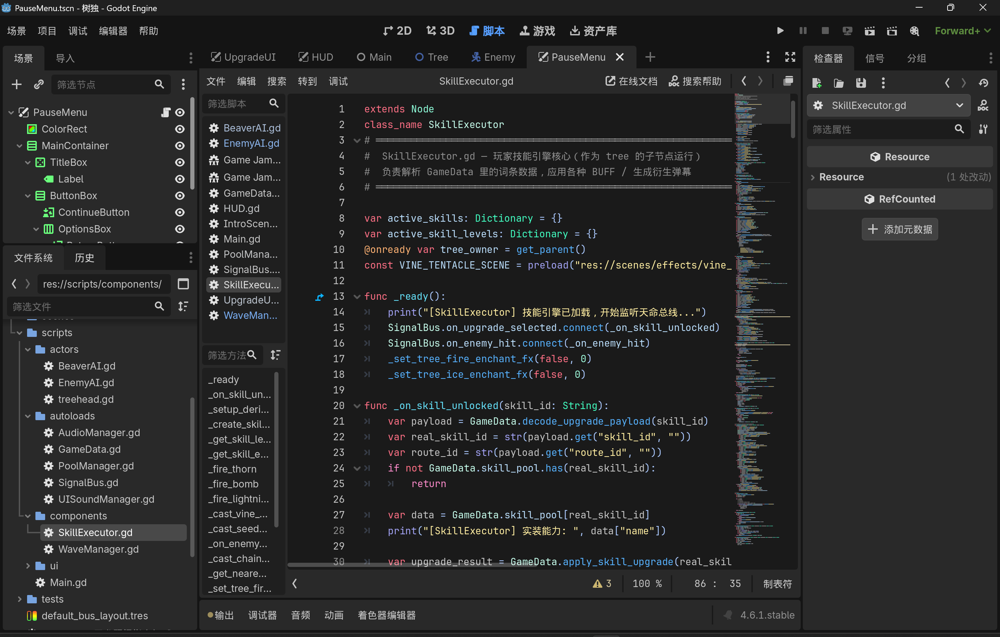 PauseMenu.tscn - 树独 - Godot Engine
场景 项目 调试 编辑器 帮助
2D 3D 脚本 游戏 资产库
Forward+
场景 导入
筛选节点
PauseMenu
ColorRect
MainContainer
TitleBox
Label
ButtonBox
ContinueButton
OptionsBox
文件系统 历史
res://scripts/components/
筛选文件
scripts
actors
BeaverAI.gd
EnemyAI.gd
treehead.gd
autoloads
AudioManager.gd
GameData.gd
PoolManager.gd
SignalBus.gd
UISoundManager.gd
components
SkillExecutor.gd
WaveManager.gd
ui
Main.gd
tests
default_bus_layout.tres
UpgradeUI HUD Main Tree Enemy PauseMenu
文件 编辑 搜索 转到 调试
SkillExecutor.gd
在线文档 搜索帮助
筛选脚本
BeaverAI.gd
EnemyAI.gd
Game Jam...
Game Jam...
GameData...
HUD.gd
IntroScen...
Main.gd
PoolMana...
SignalBus....
SkillExecu...
UpgradeU...
WaveMan...
筛选方法
_ready
_on_skill_un...
_setup_deri...
_create_skil...
_get_skill_le...
_get_skill_e...
_fire_thorn
_fire_bomb
_fire_lightni...
_cast_vine_...
_cast_seed...
_on_enemy...
_cast_chain...
_get_neare...
_set_tree_fir...
1 extends Node
2 class_name SkillExecutor
3 # ══════════════════════════════
4 # SkillExecutor.gd — 玩家技能引擎核心（作为 tree 的子节点运行）
5 # 负责解析 GameData 里的词条数据，应用各种 BUFF / 生成衍生弹幕
6 # ══════════════════════════════
7
8 var active_skills: Dictionary = {}
9 var active_skill_levels: Dictionary = {}
10 @onready var tree_owner = get_parent()
11 const VINE_TENTACLE_SCENE = preload("res://scenes/effects/vine_
12
13 func _ready():
14 print("[SkillExecutor] 技能引擎已加载，开始监听天命总线...")
15 SignalBus.on_upgrade_selected.connect(_on_skill_unlocked)
16 SignalBus.on_enemy_hit.connect(_on_enemy_hit)
17 _set_tree_fire_enchant_fx(false, 0)
18 _set_tree_ice_enchant_fx(false, 0)
19
20 func _on_skill_unlocked(skill_id: String):
21 var payload = GameData.decode_upgrade_payload(skill_id)
22 var real_skill_id = str(payload.get("skill_id", ""))
23 var route_id = str(payload.get("route_id", ""))
24 if not GameData.skill_pool.has(real_skill_id):
25 return
26
27 var data = GameData.skill_pool[real_skill_id]
28 print("[SkillExecutor] 实装能力: ", data["name"])
29
30 var upgrade_result = GameData.apply_skill_upgrade(real_skil
3 100 % 86 : 35 制表符
输出 调试器 音频 动画 着色器编辑器
4.6.1.stable
检查器 信号 分组
SkillExecutor.gd
DOC
筛选属性
Resource
Resource (1 处改动)
RefCounted
添加元数据